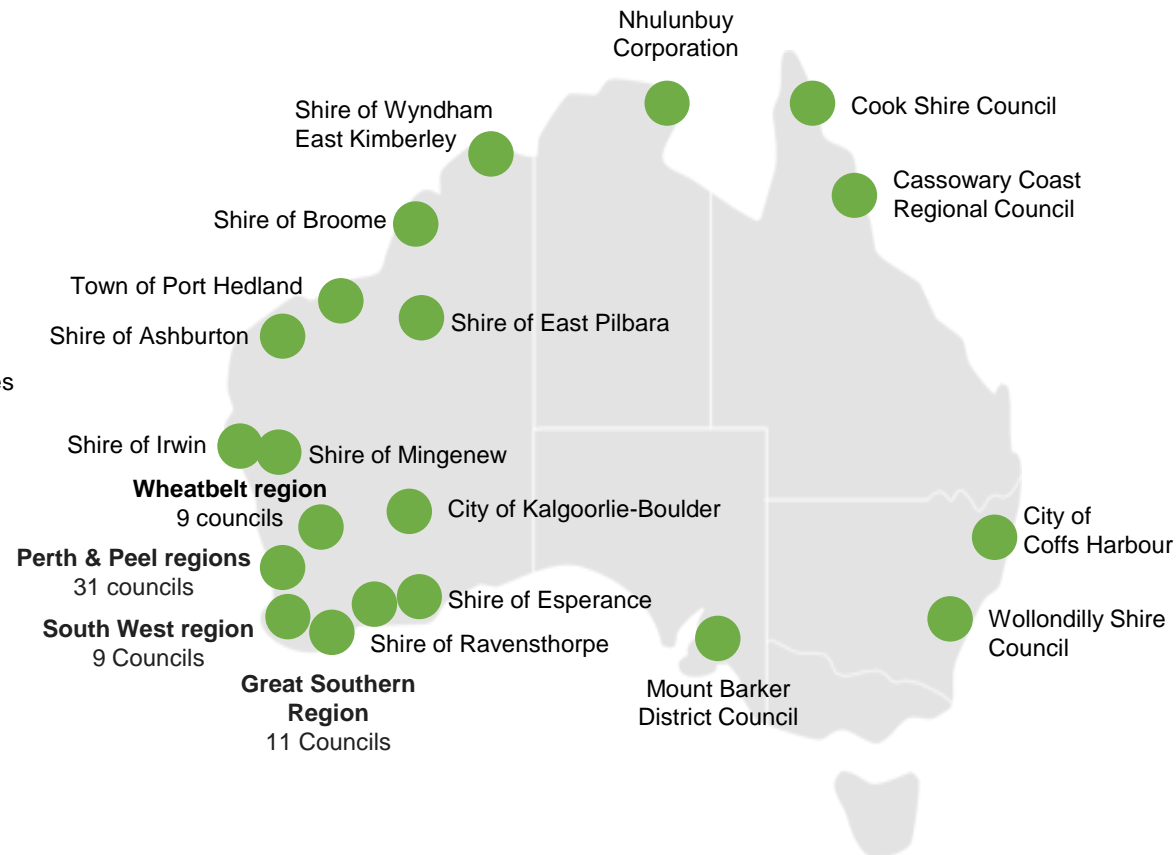 Nhulunbuy
Corporation
Shire of Wyndham
East Kimberley
Cook Shire Council
Cassowary Coast
Regional Council
Shire of Broome
Town of Port Hedland
Shire of Ashburton
Shire of East Pilbara
es
Shire of Irwin
Shire of Mingenew
Wheatbelt region
9 councils
City of Kalgoorlie-Boulder
City of
Coffs Harbour
Perth & Peel regions
31 councils
Shire of Esperance
South West region
9 Councils
Shire of Ravensthorpe
Wollondilly Shire
Council
Great Southern
Region
11 Councils
Mount Barker
District Council